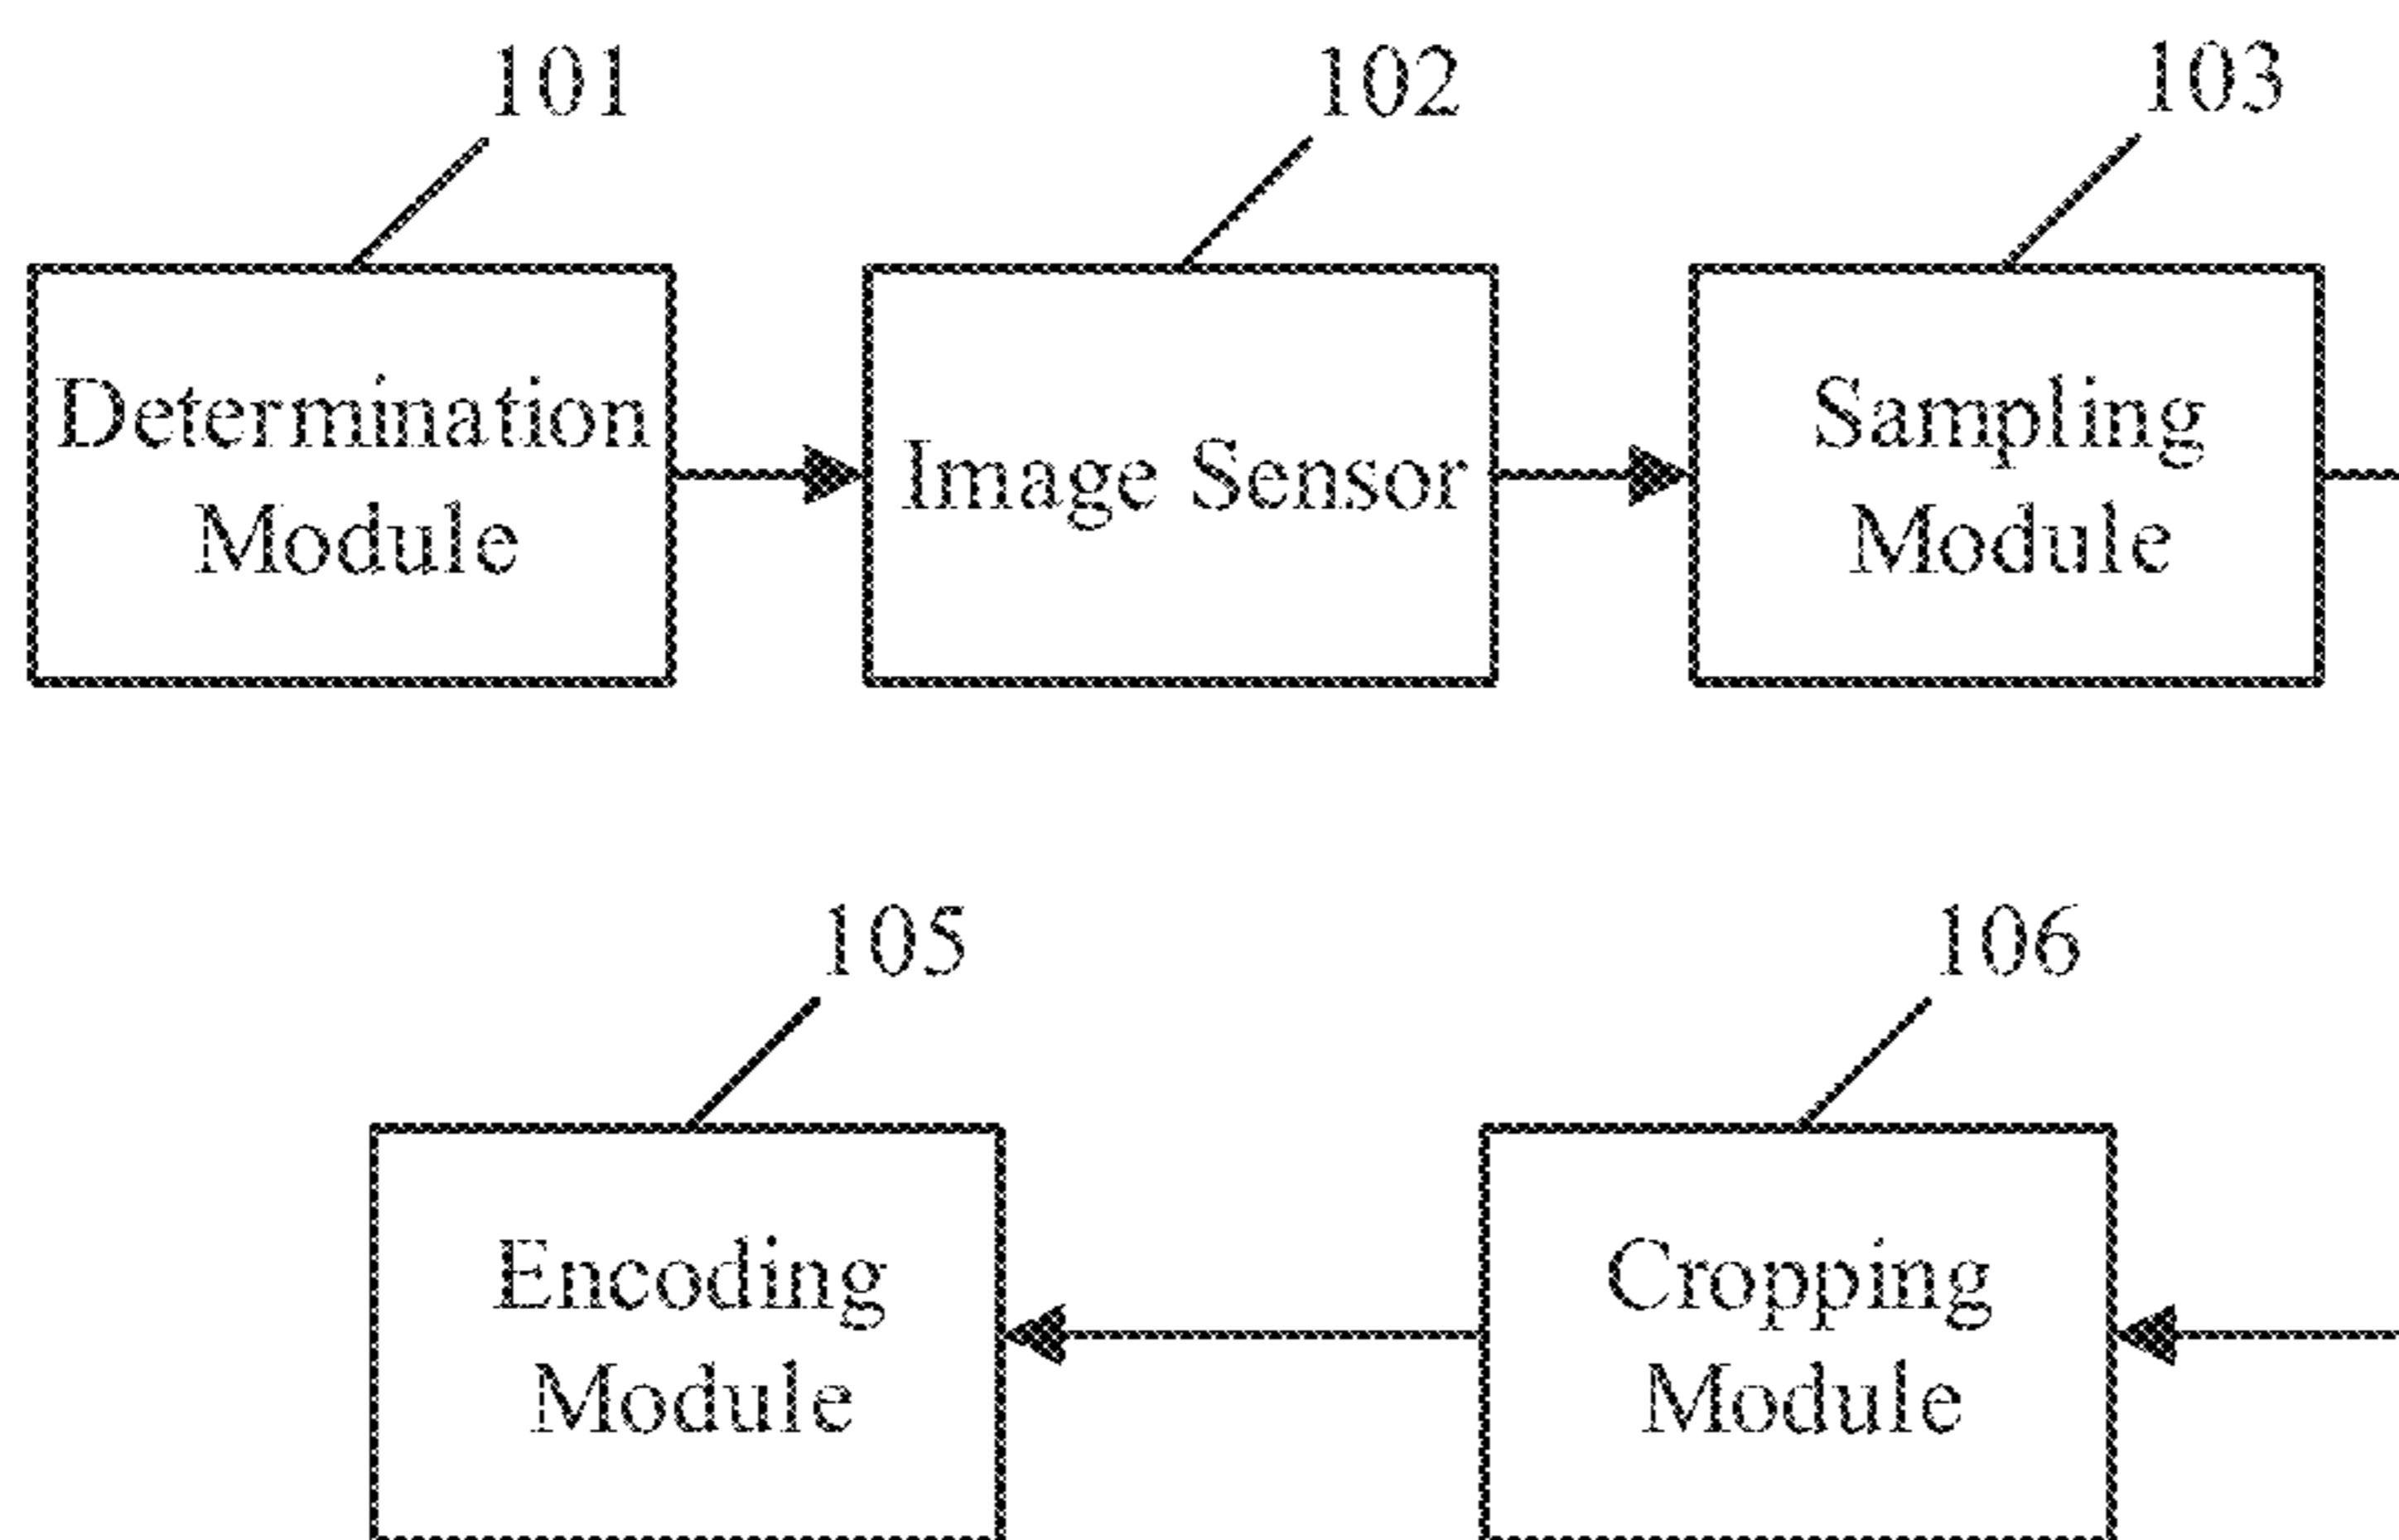 101
102
103
Determination
Module
Image Sensor
Sampling
Module
105
106
Encoding
Module
Cropping
Module